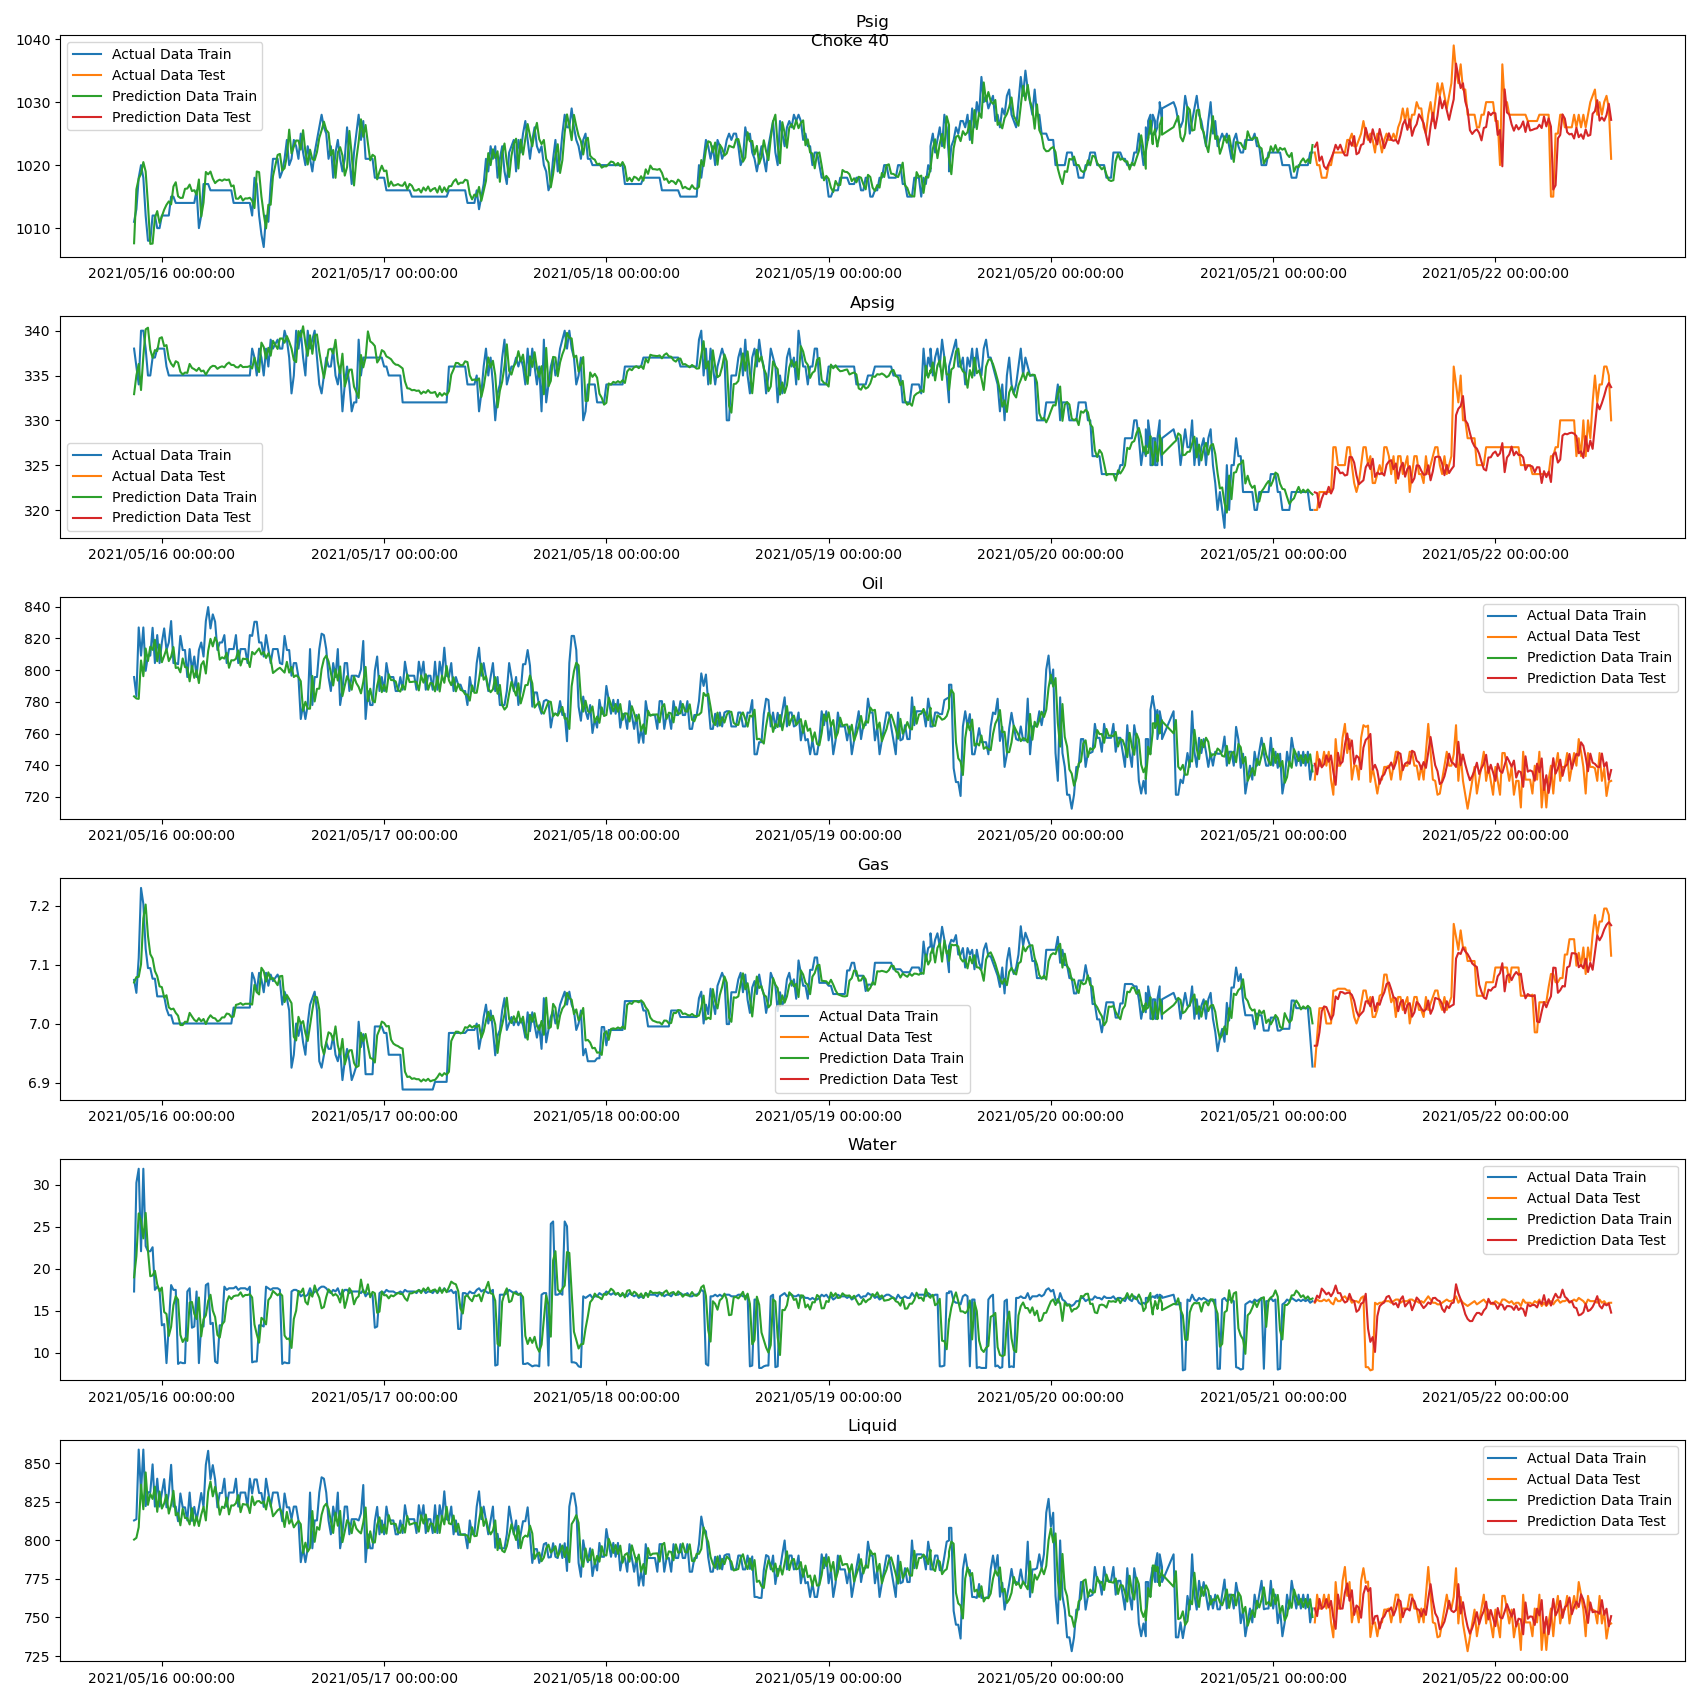 Psig
Choke 40
1040
1030
1020
1010
Actual Data Train
Actual Data Test
Prediction Data Train
Prediction Data Test
2021/05/16 00:00:00 2021/05/17 00:00:00 2021/05/18 00:00:00 2021/05/19 00:00:00 2021/05/20 00:00:00 2021/05/21 00:00:00 2021/05/22 00:00:00
Apsig
340
335
330
325
320
Actual Data Train
Actual Data Test
Prediction Data Train
Prediction Data Test
2021/05/16 00:00:00 2021/05/17 00:00:00 2021/05/18 00:00:00 2021/05/19 00:00:00 2021/05/20 00:00:00 2021/05/21 00:00:00 2021/05/22 00:00:00
Oil
840
820
800
780
760
740
720
Actual Data Train
Actual Data Test
Prediction Data Train
Prediction Data Test
2021/05/16 00:00:00 2021/05/17 00:00:00 2021/05/18 00:00:00 2021/05/19 00:00:00 2021/05/20 00:00:00 2021/05/21 00:00:00 2021/05/22 00:00:00
Gas
7.2
7.1
7.0
6.9
Actual Data Train
Actual Data Test
Prediction Data Train
Prediction Data Test
2021/05/16 00:00:00 2021/05/17 00:00:00 2021/05/18 00:00:00 2021/05/19 00:00:00 2021/05/20 00:00:00 2021/05/21 00:00:00 2021/05/22 00:00:00
Water
30
25
20
15
10
Actual Data Train
Actual Data Test
Prediction Data Train
Prediction Data Test
2021/05/16 00:00:00 2021/05/17 00:00:00 2021/05/18 00:00:00 2021/05/19 00:00:00 2021/05/20 00:00:00 2021/05/21 00:00:00 2021/05/22 00:00:00
Liquid
850
825
800
775
750
725
Actual Data Train
Actual Data Test
Prediction Data Train
Prediction Data Test
2021/05/16 00:00:00 2021/05/17 00:00:00 2021/05/18 00:00:00 2021/05/19 00:00:00 2021/05/20 00:00:00 2021/05/21 00:00:00 2021/05/22 00:00:00